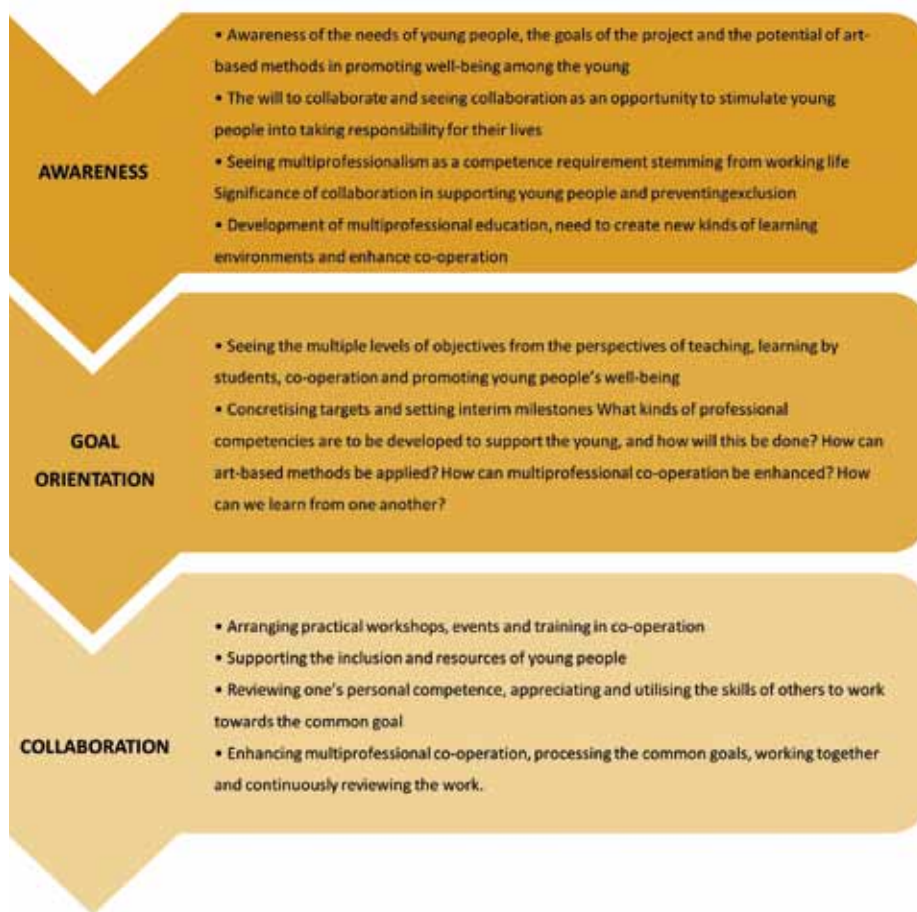 AWARENESS
• Awareness of the needs of young people, the goals of the project and the potential of art-
based methods in promoting well-being among the young
• The will to collaborate and seeing collaboration as an opportunity to stimulate young
people into taking responsibility for their lives
• Seeing multiprofessionalism as a competence requirement stemming from working life
Significance of collaboration in supporting young people and preventingexclusion
• Development of multiprofessional education, need to create new kinds of learning
environments and enhance co-operation
GOAL
ORIENTATION
• Seeing the multiple levels of objectives from the perspectives of teaching, learning by
students, co-operation and promoting young people's well-being
• Concretising targets and setting interim milestones What kinds of professional
competencies are to be developed to support the young, and how will this be done? How can
art-based methods be applied? How can multiprofessional co-operation be enhanced? How
can we learn from one another?
COLLABORATION
• Arranging practical workshops, events and training in co-operation
• Supporting the inclusion and resources of young people
• Reviewing one's personal competence, appreciating and utilising the skills of others to work
towards the common goal
• Enhancing multiprofessional co-operation, processing the common goals, working together
and continuously reviewing the work.